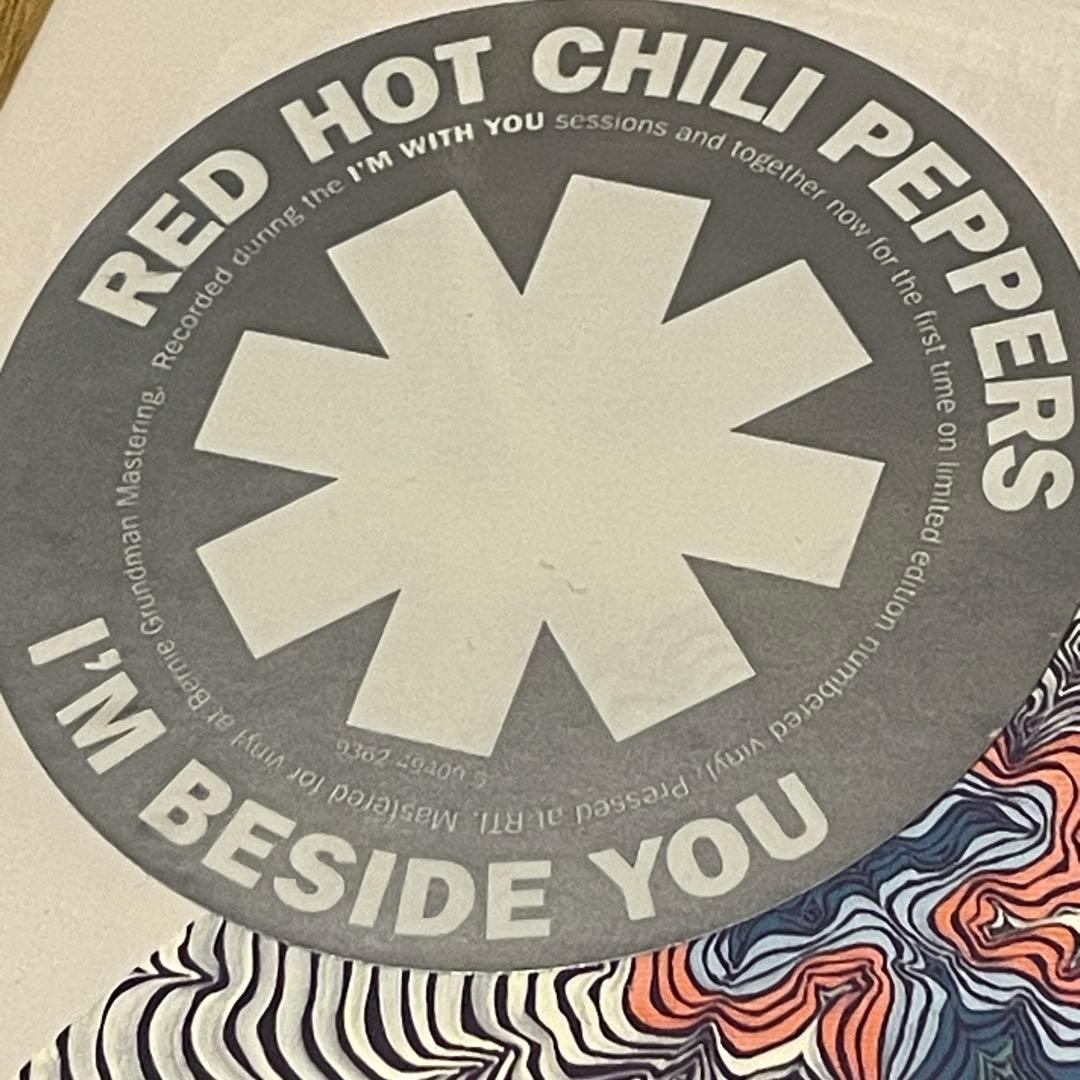 RED HOT CHILI PEPPERS
Recorded during the I'M WITH YOU sessions and together now for the first time on limited edition numbered vinyl. Pressed at RTI. Mastered for vinyl at Bernie Grundman Mastering.
9362 49409 5
I'M BESIDE YOU